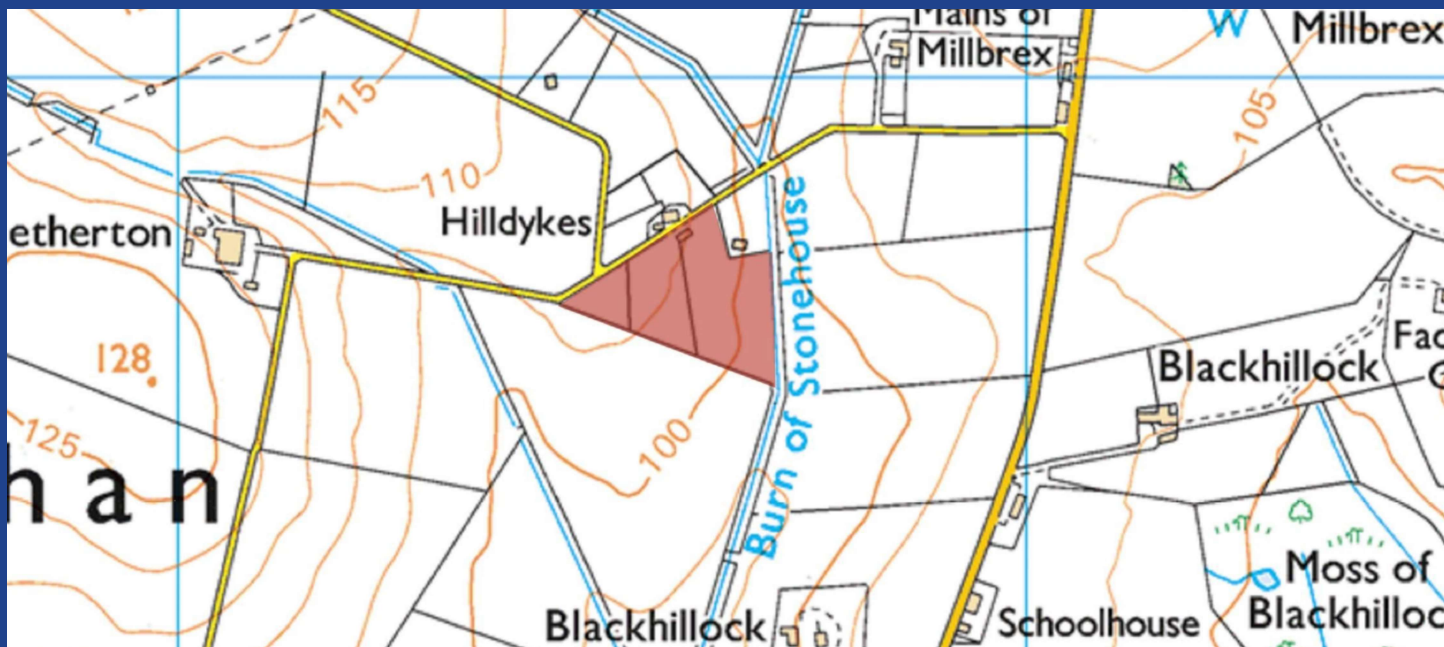 Mains of
Millbrex
W
Millbrex
115
105
110
Hilldykes
etherton
128
Burn of Stonehouse
Blackhillock
Fac
G
125
100
han
Moss of
Blackhilloc
Blackhillock
Schoolhouse